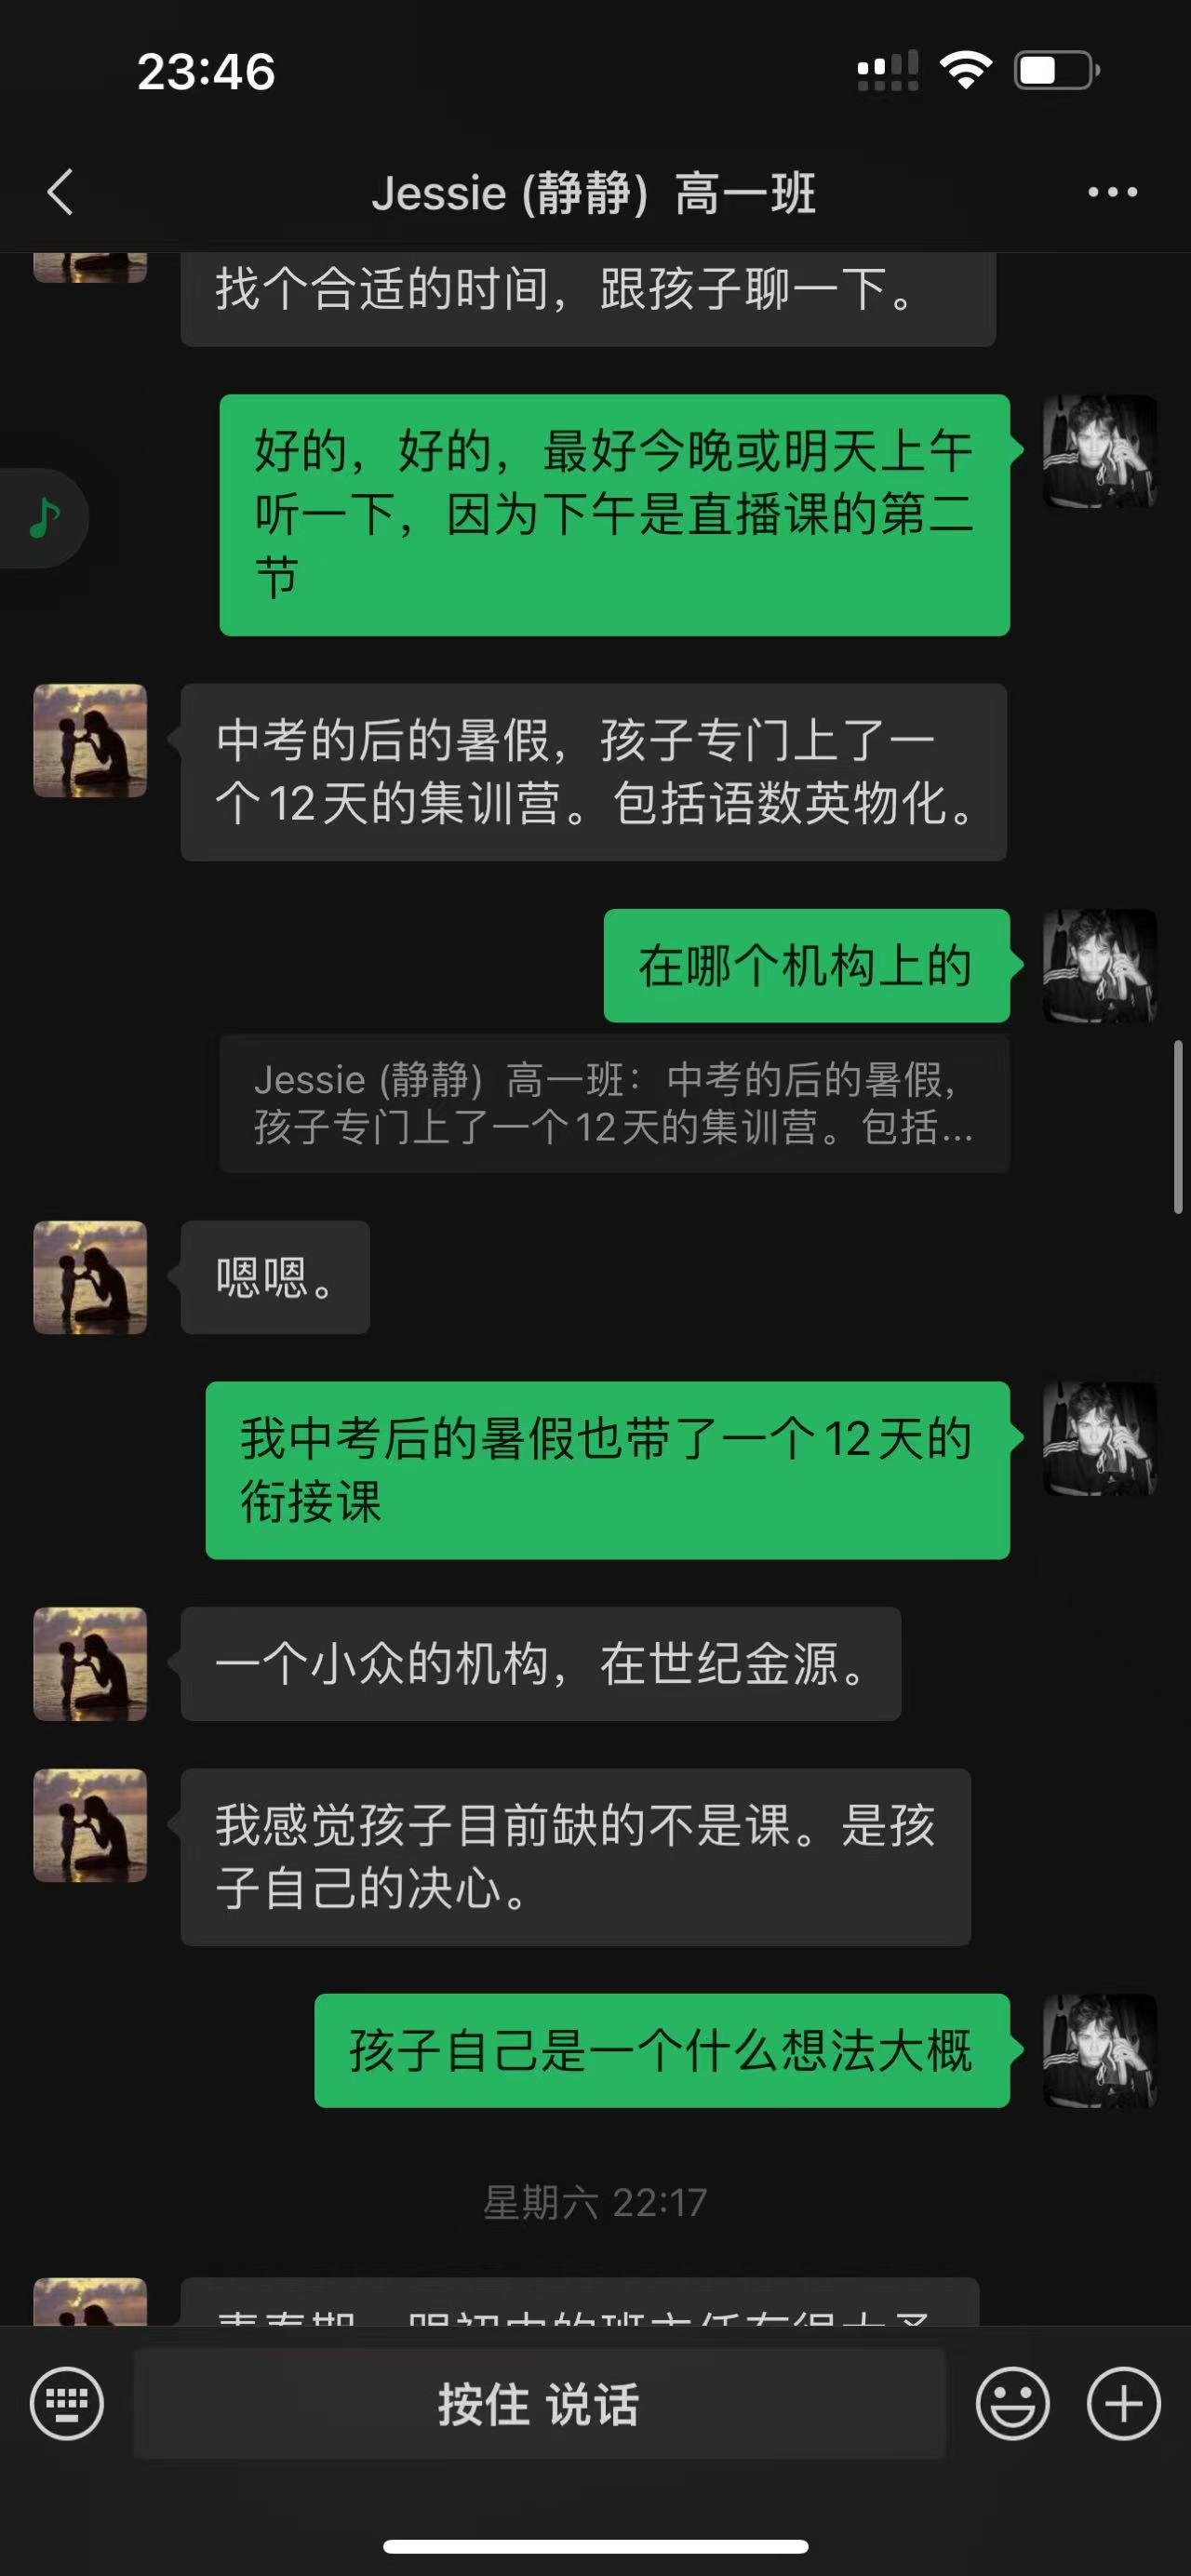 23:46
Jessie (静静) 高一班
找个合适的时间，跟孩子聊一下。
好的，好的，最好今晚或明天上午
听一下，因为下午是直播课的第二
节
中考的后的暑假，孩子专门上了一
个12天的集训营。包括语数英物化。
在哪个机构上的
Jessie (静静) 高一班：中考的后的暑假，
孩子专门上了一个12天的集训营。包括...
嗯嗯。
我中考后的暑假也带了一个12天的
衔接课
一个小众的机构，在世纪金源。
我感觉孩子目前缺的不是课。是孩
子自己的决心。
孩子自己是一个什么想法大概
星期六 22:17
按住 说话